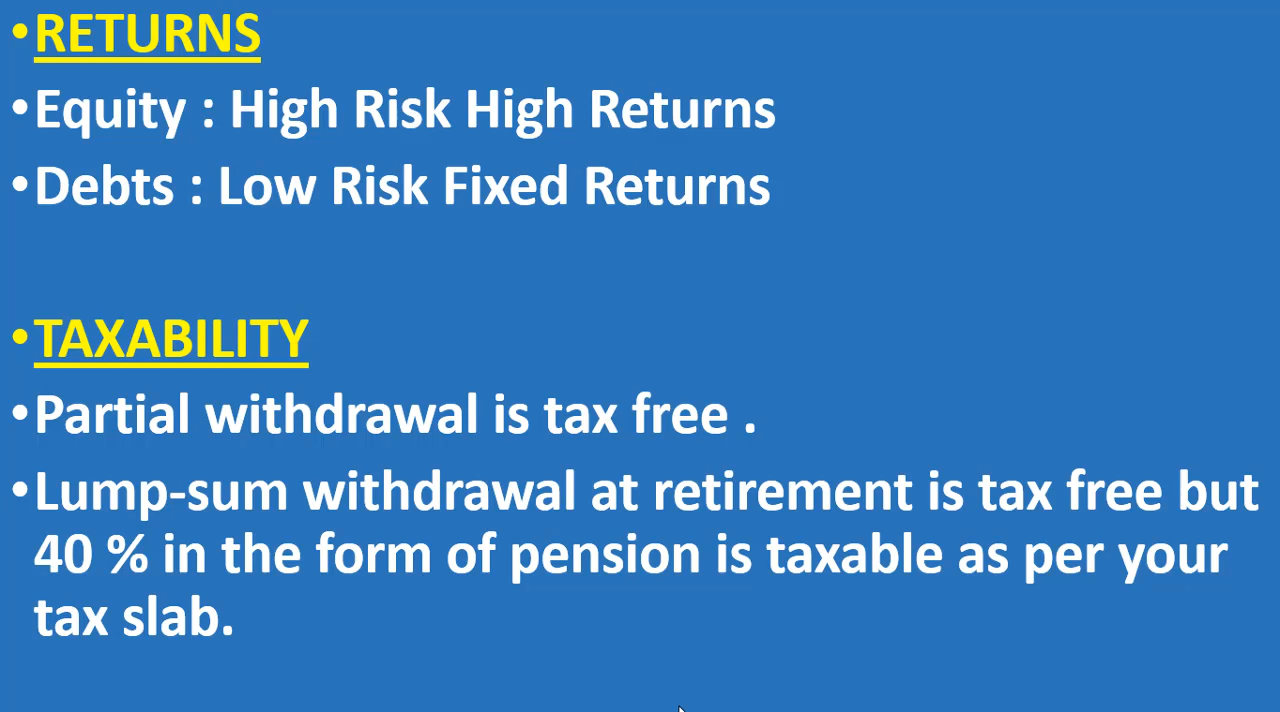 •RETURNS
•Equity : High Risk High Returns
•Debts : Low Risk Fixed Returns
•TAXABILITY
•Partial withdrawal is tax free .
•Lump-sum withdrawal at retirement is tax free but
40 % in the form of pension is taxable as per your
tax slab.